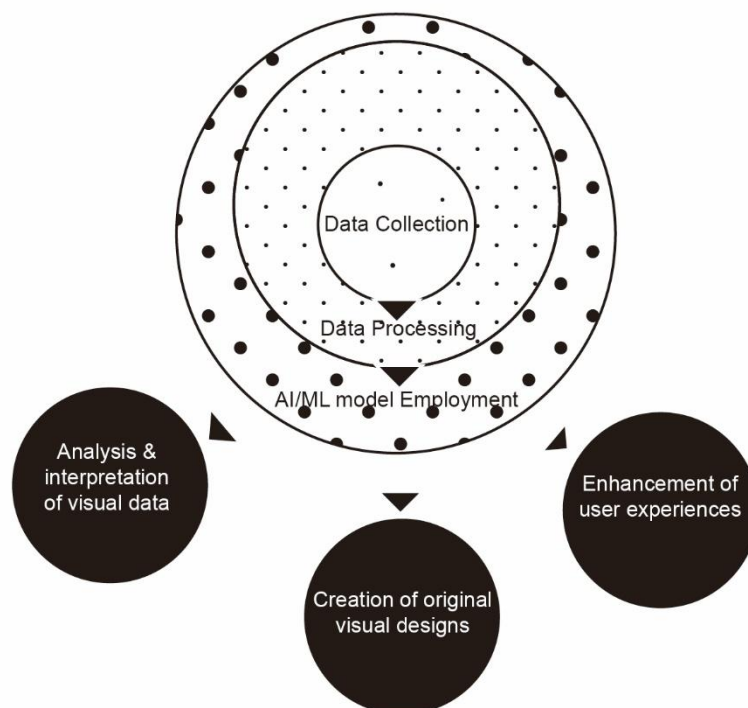 Data Collection
Data Processing
AI/ML model Employment
Analysis &
interpretation
of visual data
Creation of original
visual designs
Enhancement of
user experiences